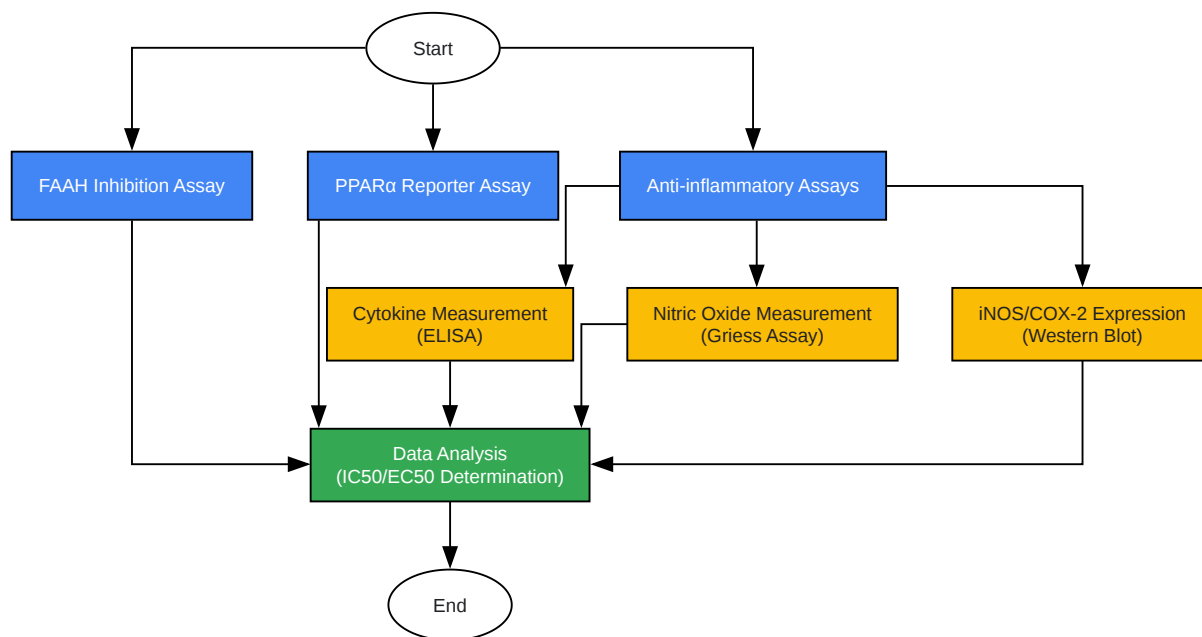 Start
FAAH Inhibition Assay
PPARα Reporter Assay
Anti-inflammatory Assays
Cytokine Measurement
(ELISA)
Nitric Oxide Measurement
(Griess Assay)
iNOS/COX-2 Expression
(Western Blot)
Data Analysis
(IC50/EC50 Determination)
End